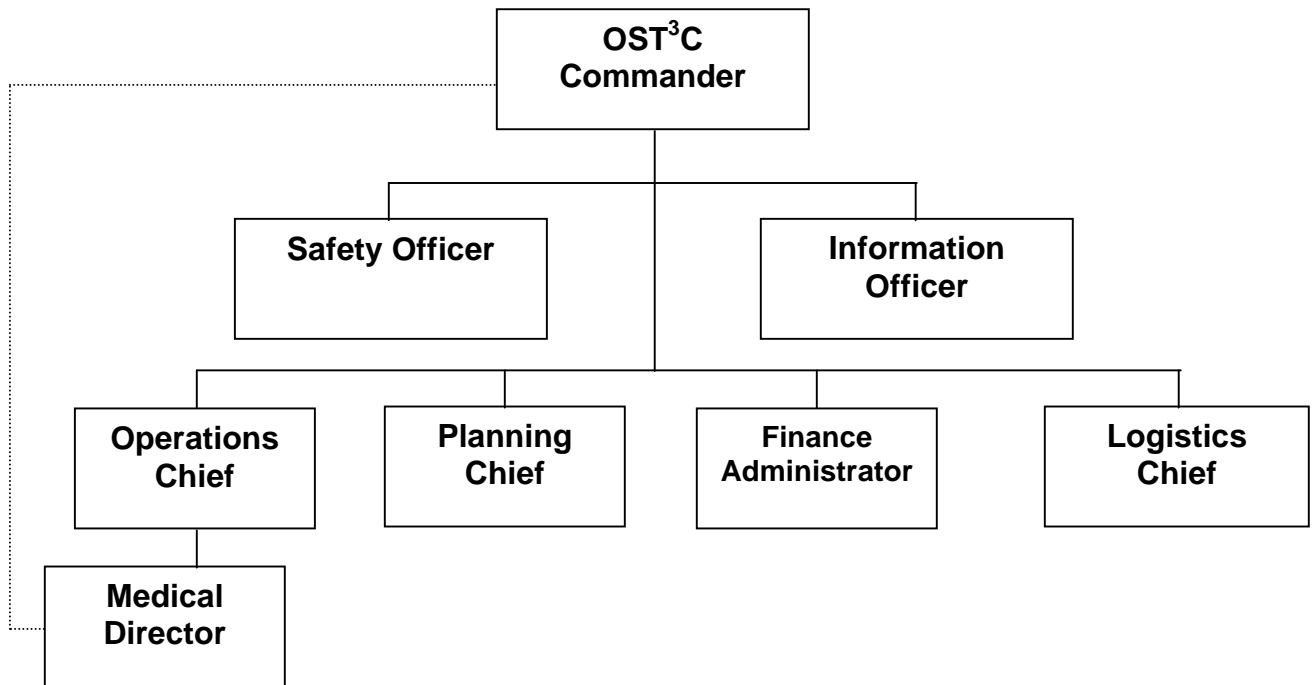 OST³C
Commander
Safety Officer
Information
Officer
Operations
Chief
Planning
Chief
Finance
Administrator
Logistics
Chief
Medical
Director